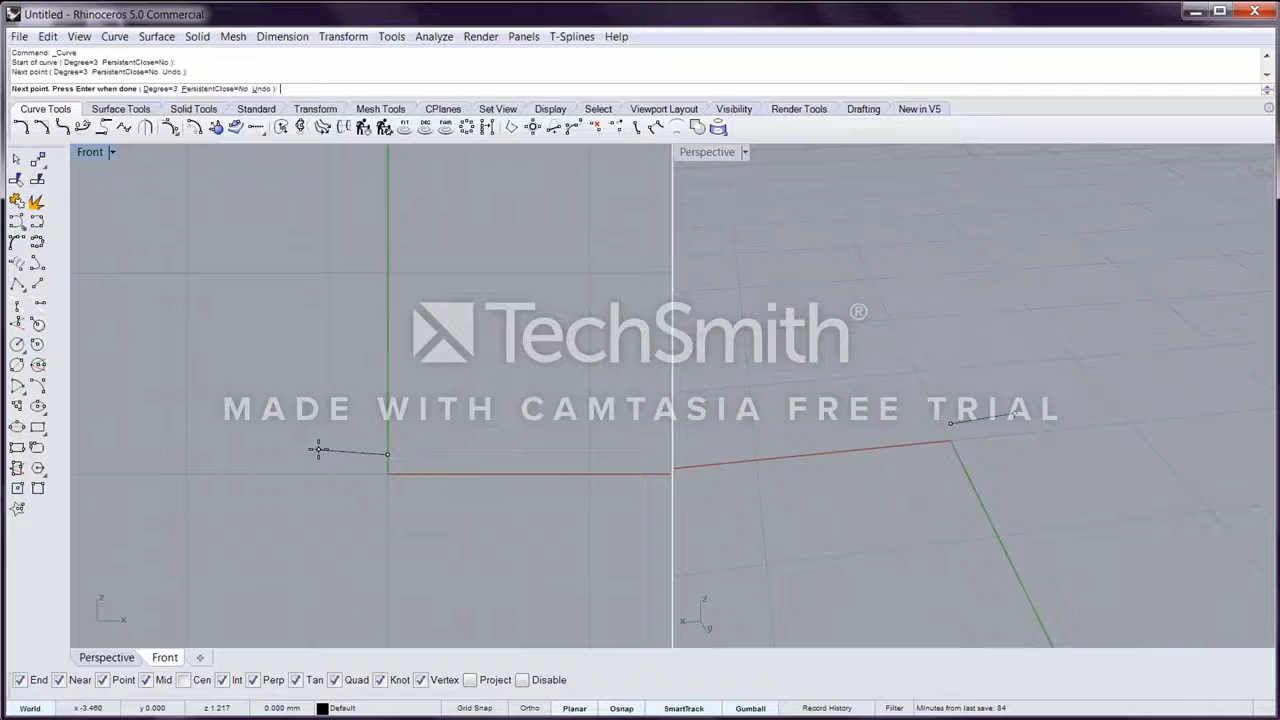 Untitled - Rhinoceros 5.0 Commercial
File Edit View Curve Surface Solid Mesh Dimension Transform Tools Analyze Render Panels T-Splines Help
Command: _Curve
Start of curve ( Degree=3 PersistentClose=No ):
Next point ( Degree=3 PersistentClose=No Undo ):
Next point. Press Enter when done ( Degree=3 PersistentClose=No Undo ):
Curve Tools Surface Tools Solid Tools Standard Transform Mesh Tools CPlanes Set View Display Select Viewport Layout Visibility Render Tools Drafting New in V5
FIT DEC FAIR
Front
Perspective
TechSmith®
MADE WITH CAMTASIA FREE TRIAL
z
x
z
x
y
Perspective Front
End Near Point Mid Cen Int Perp Tan Quad Knot Vertex Project Disable
World x -3.460 y 0.000 z 1.217 0.000 mm Default Grid Snap Ortho Planar Osnap SmartTrack Gumball Record History Filter Minutes from last save: 84